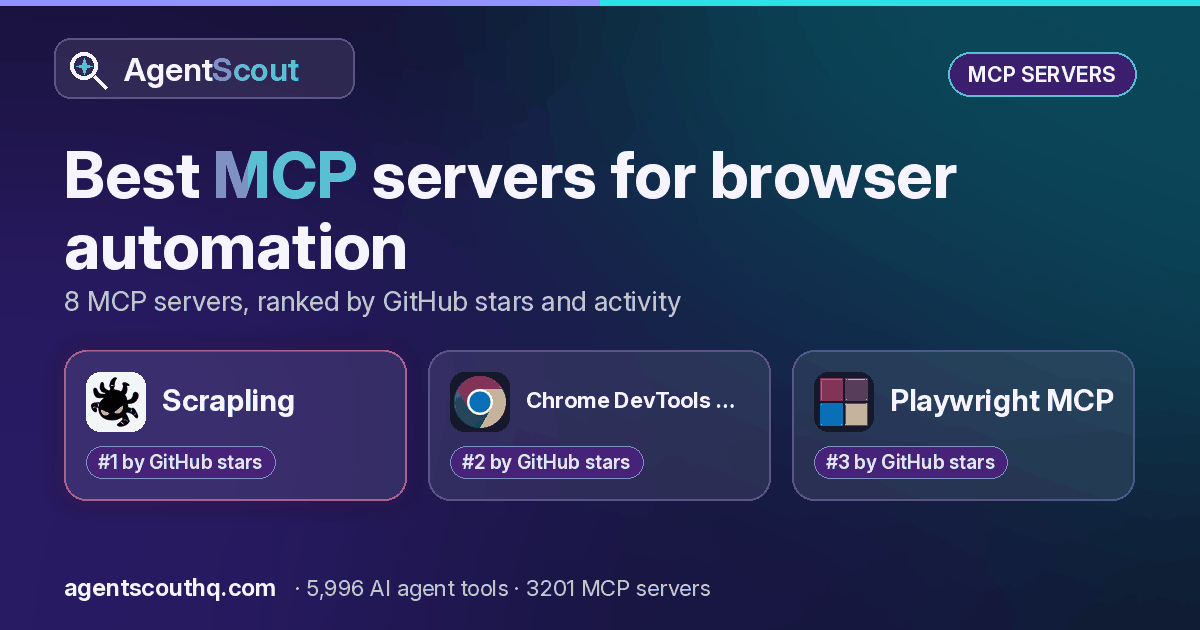 AgentScout
MCP SERVERS
Best MCP servers for browser
automation
8 MCP servers, ranked by GitHub stars and activity
Scrapling
#1 by GitHub stars
Chrome DevTools ...
#2 by GitHub stars
Playwright MCP
#3 by GitHub stars
agentscouthq.com · 5,996 AI agent tools · 3201 MCP servers